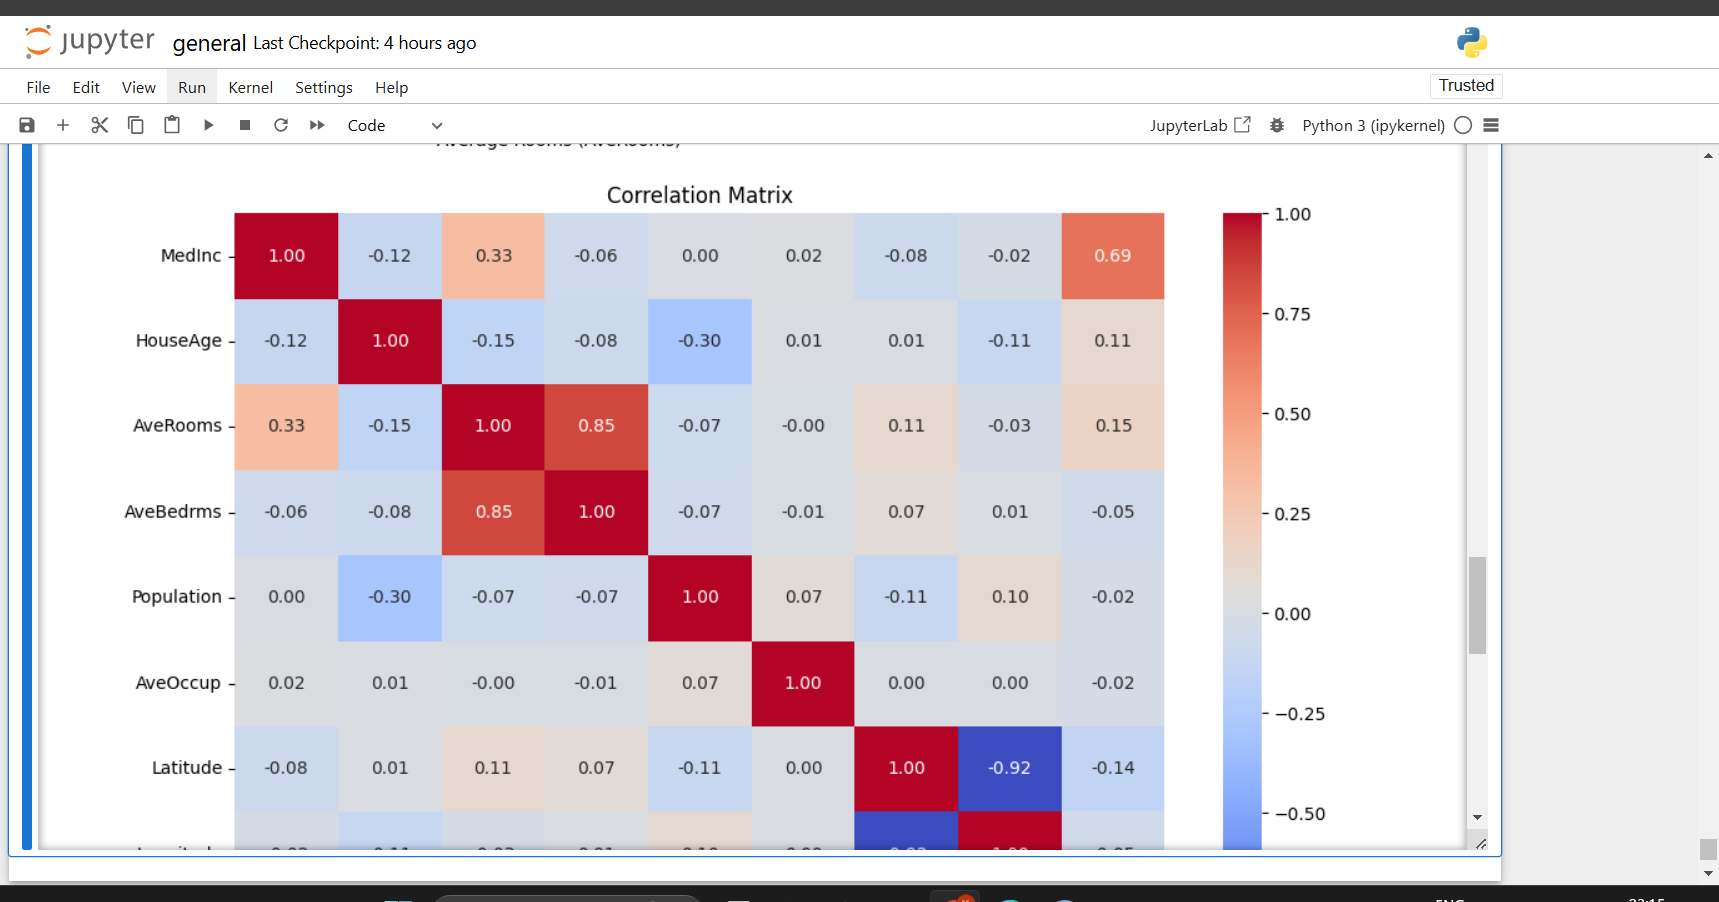 jupyter general Last Checkpoint: 4 hours ago
File Edit View Run Kernel Settings Help Trusted
Code JupyterLab Python 3 (ipykernel)
Average Rooms (AveRooms)
Correlation Matrix
MedInc 1.00 -0.12 0.33 -0.06 0.00 0.02 -0.08 -0.02 0.69
HouseAge -0.12 1.00 -0.15 -0.08 -0.30 0.01 0.01 -0.11 0.11
AveRooms 0.33 -0.15 1.00 0.85 -0.07 -0.00 0.11 -0.03 0.15
AveBedrms -0.06 -0.08 0.85 1.00 -0.07 -0.01 0.07 0.01 -0.05
Population 0.00 -0.30 -0.07 -0.07 1.00 0.07 -0.11 0.10 -0.02
AveOccup 0.02 0.01 -0.00 -0.01 0.07 1.00 0.00 0.00 -0.02
Latitude -0.08 0.01 0.11 0.07 -0.11 0.00 1.00 -0.92 -0.14
1.00
0.75
0.50
0.25
0.00
−0.25
−0.50